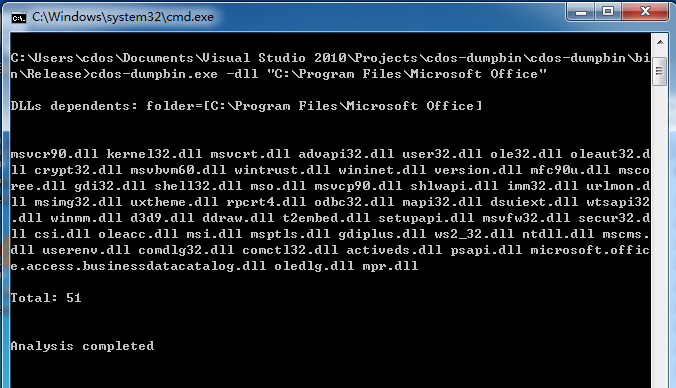 C:\Windows\system32\cmd.exe
C:\Users\cdos\Documents\Visual Studio 2010\Projects\cdos-dumpbin\cdos-dumpbin\bi
n\Release>cdos-dumpbin.exe -dll "C:\Program Files\Microsoft Office"
DLLs dependents: folder=[C:\Program Files\Microsoft Office]
msvcr90.dll kernel32.dll msvcrt.dll advapi32.dll user32.dll ole32.dll oleaut32.d
ll crypt32.dll msvbvm60.dll wintrust.dll wininet.dll version.dll mfc90u.dll msco
ree.dll gdi32.dll shell32.dll mso.dll msvcp90.dll shlwapi.dll imm32.dll urlmon.d
ll msimg32.dll uxtheme.dll rpcrt4.dll odbc32.dll mapi32.dll dsuiext.dll wtsapi32
.dll winmm.dll d3d9.dll ddraw.dll t2embed.dll setupapi.dll msvfw32.dll secur32.d
ll csi.dll oleacc.dll msi.dll msptls.dll gdiplus.dll ws2_32.dll ntdll.dll mscms.
dll userenv.dll comdlg32.dll comctl32.dll activeds.dll psapi.dll microsoft.offic
e.access.businessdatacatalog.dll oledlg.dll mpr.dll
Total: 51
Analysis completed